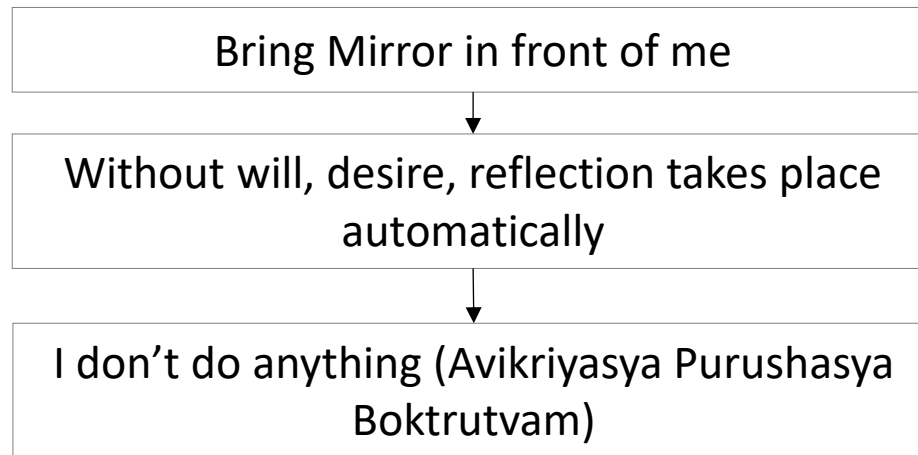 Bring Mirror in front of me
Without will, desire, reflection takes place
automatically
I don’t do anything (Avikriyasya Purushasya
Boktrutvam)